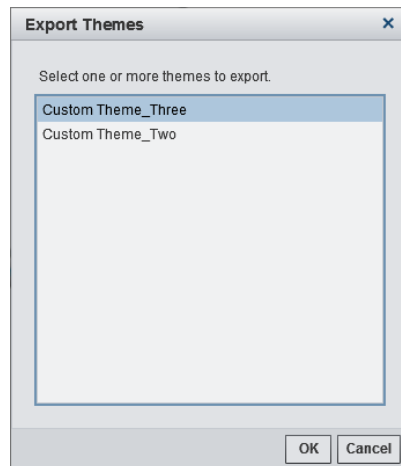 Export Themes
Select one or more themes to export.
Custom Theme_Three
Custom Theme_Two
OK
Cancel